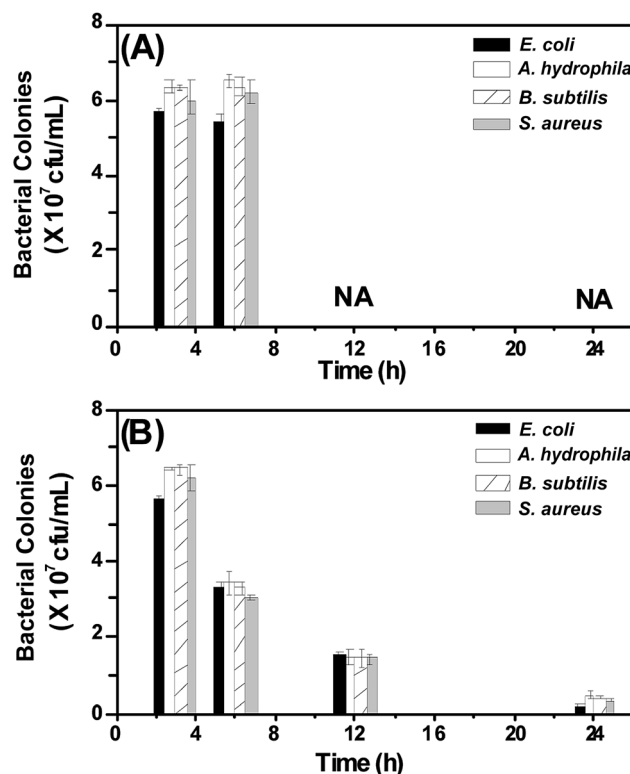 (A)
E. coli
A. hydrophila
B. subtilis
S. aureus
Bacterial Colonies
(X 10⁷ cfu/mL)
8
6
4
2
0
NA
NA
0 4 8 12 16 20 24
Time (h)
(B)
E. coli
A. hydrophila
B. subtilis
S. aureus
Bacterial Colonies
(X 10⁷ cfu/mL)
8
6
4
2
0
0 4 8 12 16 20 24
Time (h)